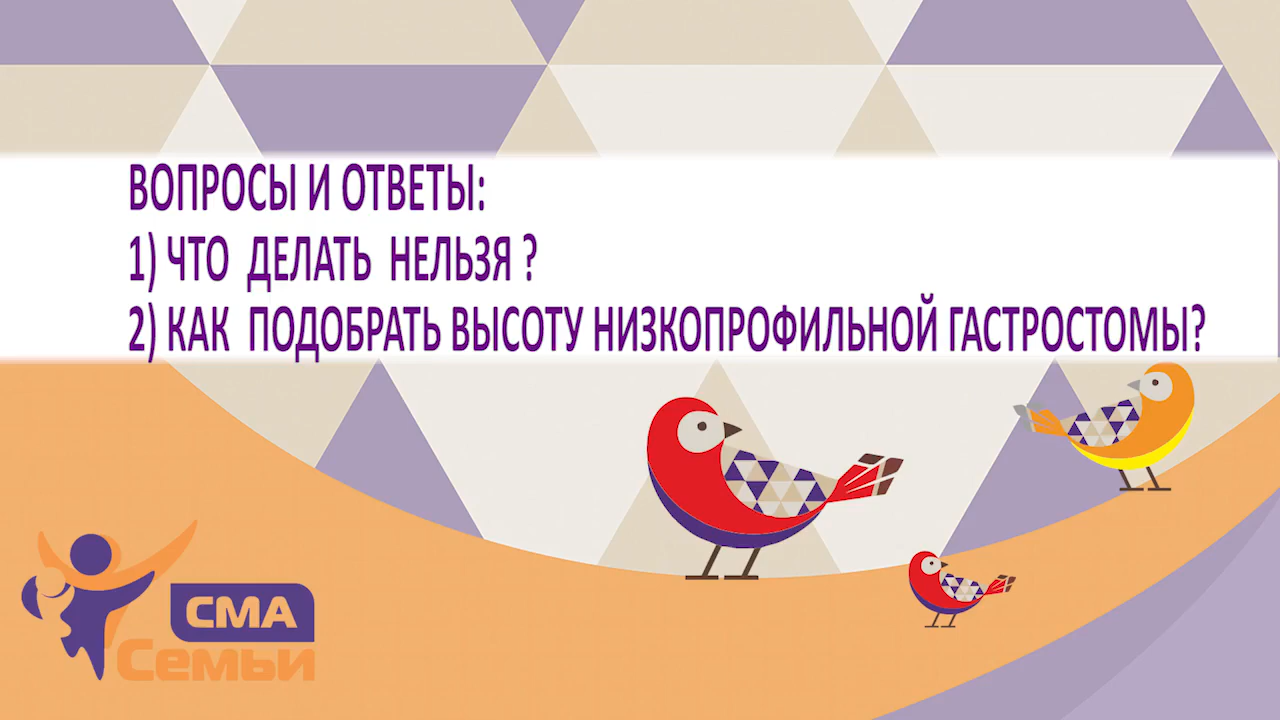 ВОПРОСЫ И ОТВЕТЫ:
1) ЧТО ДЕЛАТЬ НЕЛЬЗЯ ?
2) КАК ПОДОБРАТЬ ВЫСОТУ НИЗКОПРОФИЛЬНОЙ ГАСТРОСТОМЫ?
СМА
Семьи